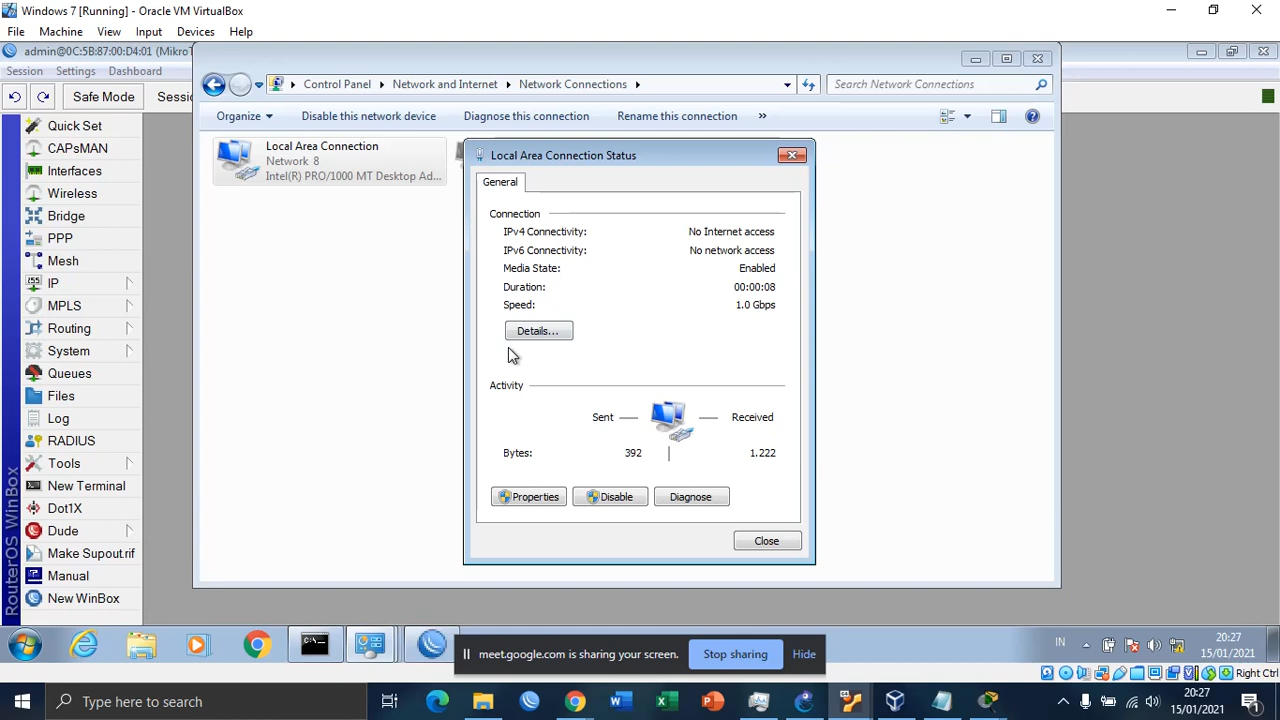 Windows 7 [Running] - Oracle VM VirtualBox
File Machine View Input Devices Help
admin@0C:5B:87:00:D4:01 (MikroT
Session Settings Dashboard
Safe Mode Sessi
Control Panel Network and Internet Network Connections
Search Network Connections
Organize Disable this network device Diagnose this connection Rename this connection »
Local Area Connection
Network 8
Intel(R) PRO/1000 MT Desktop Ad...
Quick Set
CAPsMAN
Interfaces
Wireless
Bridge
PPP
Mesh
IP
MPLS
Routing
System
Queues
Files
Log
RADIUS
Tools
New Terminal
Dot1X
Dude
Make Supout.rif
Manual
New WinBox
RouterOS WinBox
Local Area Connection Status
General
Connection
IPv4 Connectivity: No Internet access
IPv6 Connectivity: No network access
Media State: Enabled
Duration: 00:00:08
Speed: 1.0 Gbps
Details...
Activity
Sent Received
Bytes: 392 1.222
Properties Disable Diagnose
Close
IN
20:27
15/01/2021
meet.google.com is sharing your screen. Stop sharing Hide
Right Ctrl
Type here to search
20:27
15/01/2021
1